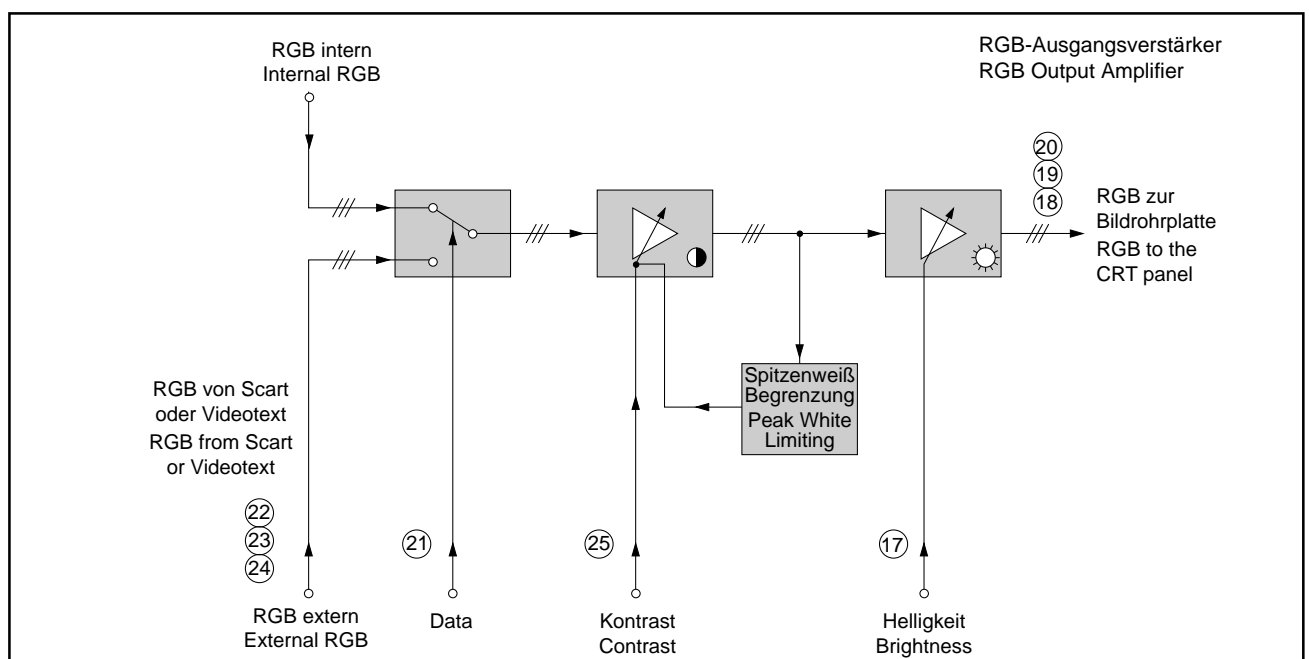 RGB intern
Internal RGB
RGB-Ausgangsverstärker
RGB Output Amplifier
20
19
18
RGB zur
Bildrohrplatte
RGB to the
CRT panel
Spitzenweiß
Begrenzung
Peak White
Limiting
RGB von Scart
oder Videotext
RGB from Scart
or Videotext
22
23
24
21
25
17
RGB extern
External RGB
Data
Kontrast
Contrast
Helligkeit
Brightness